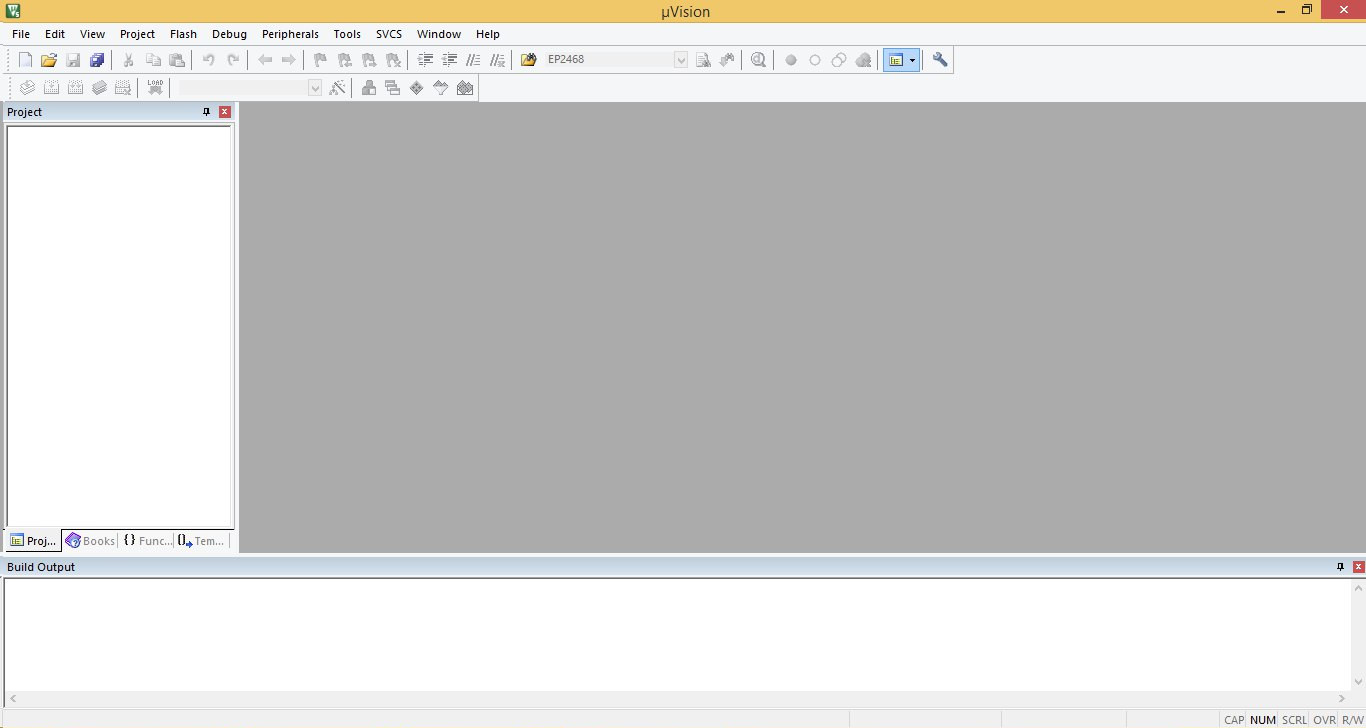 µVision
File Edit View Project Flash Debug Peripherals Tools SVCS Window Help
EP2468
LOAD
Project
Proj... Books Func... Tem...
Build Output
CAP NUM SCRL OVR R/W